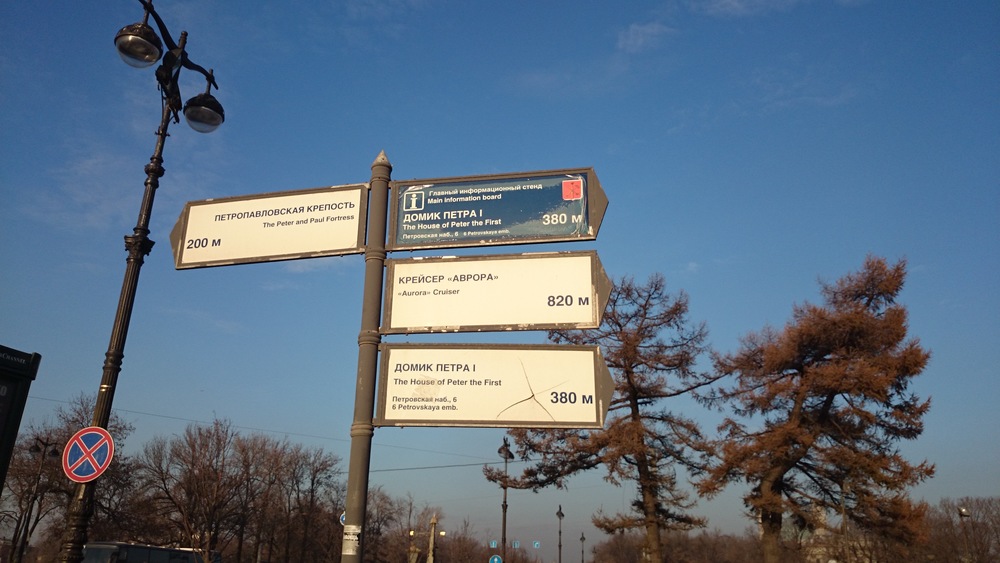 ПЕТРОПАВЛОВСКАЯ КРЕПОСТЬ
The Peter and Paul Fortress
200 м
Главный информационный стенд
Main information board
ДОМИК ПЕТРА I
The House of Peter the First
380 м
Петровская наб., 6 6 Petrovskaya emb.
КРЕЙСЕР «АВРОРА»
«Aurora» Cruiser
820 м
ДОМИК ПЕТРА I
The House of Peter the First
Петровская наб., 6
6 Petrovskaya emb.
380 м